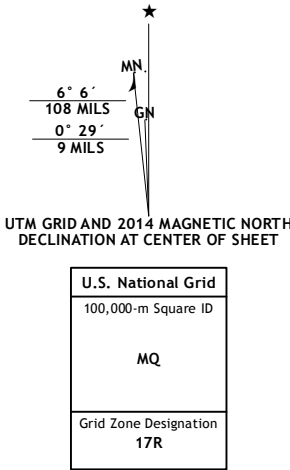 MN.
GN
6° 6´
108 MILS
0° 29´
9 MILS
UTM GRID AND 2014 MAGNETIC NORTH
DECLINATION AT CENTER OF SHEET
U.S. National Grid
100,000-m Square ID
MQ
Grid Zone Designation
17R